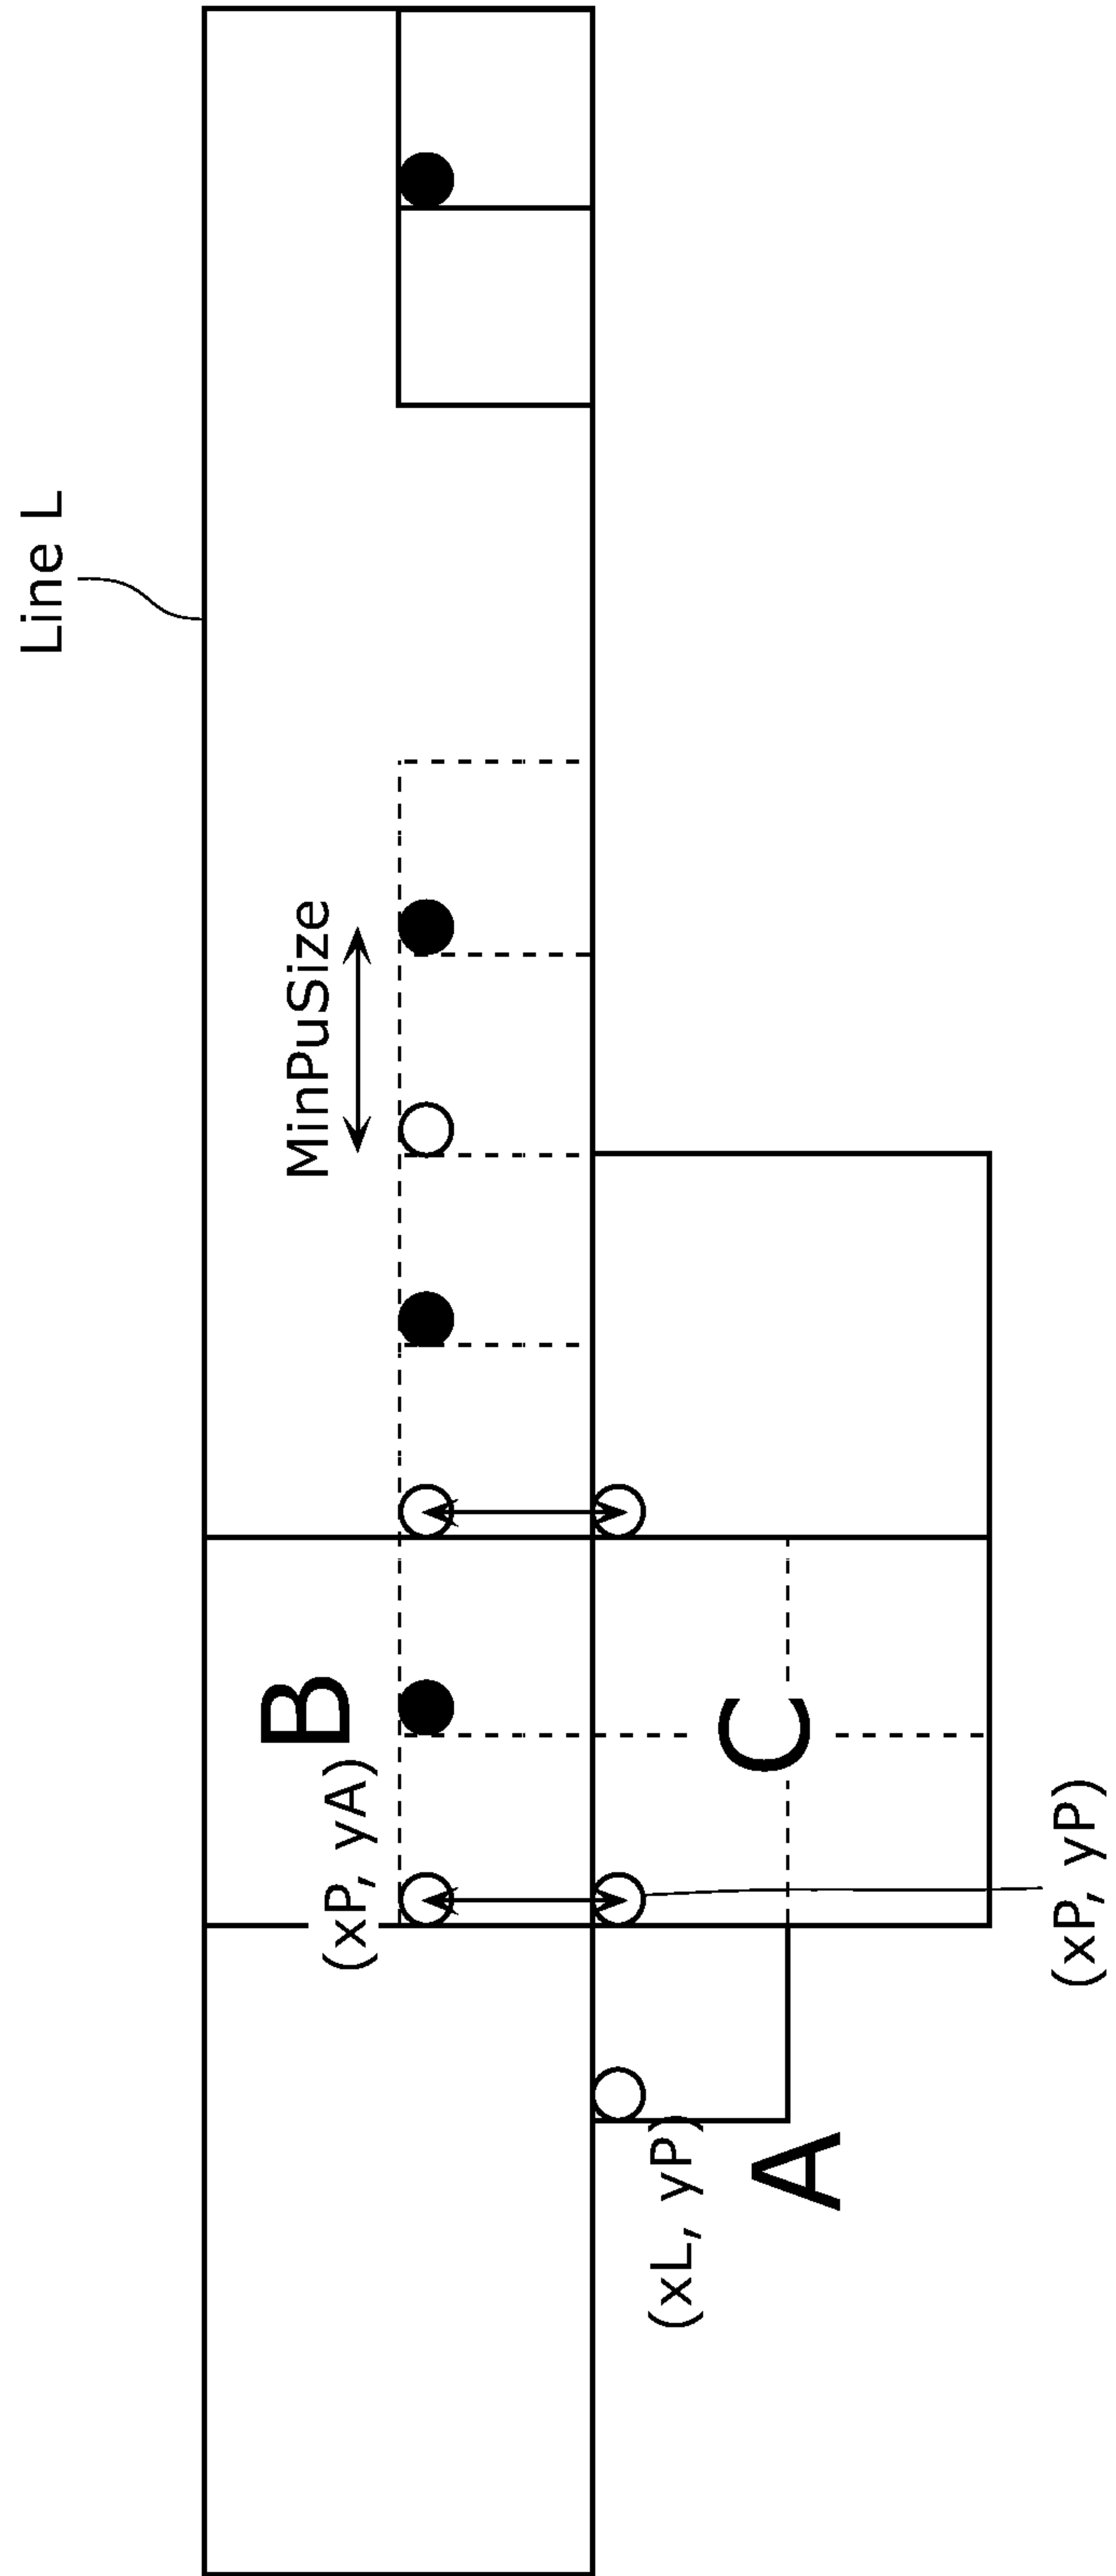 Line L
MinPuSize
B
(xP, yA)
C
(xP, yP)
(xL, yP)
A